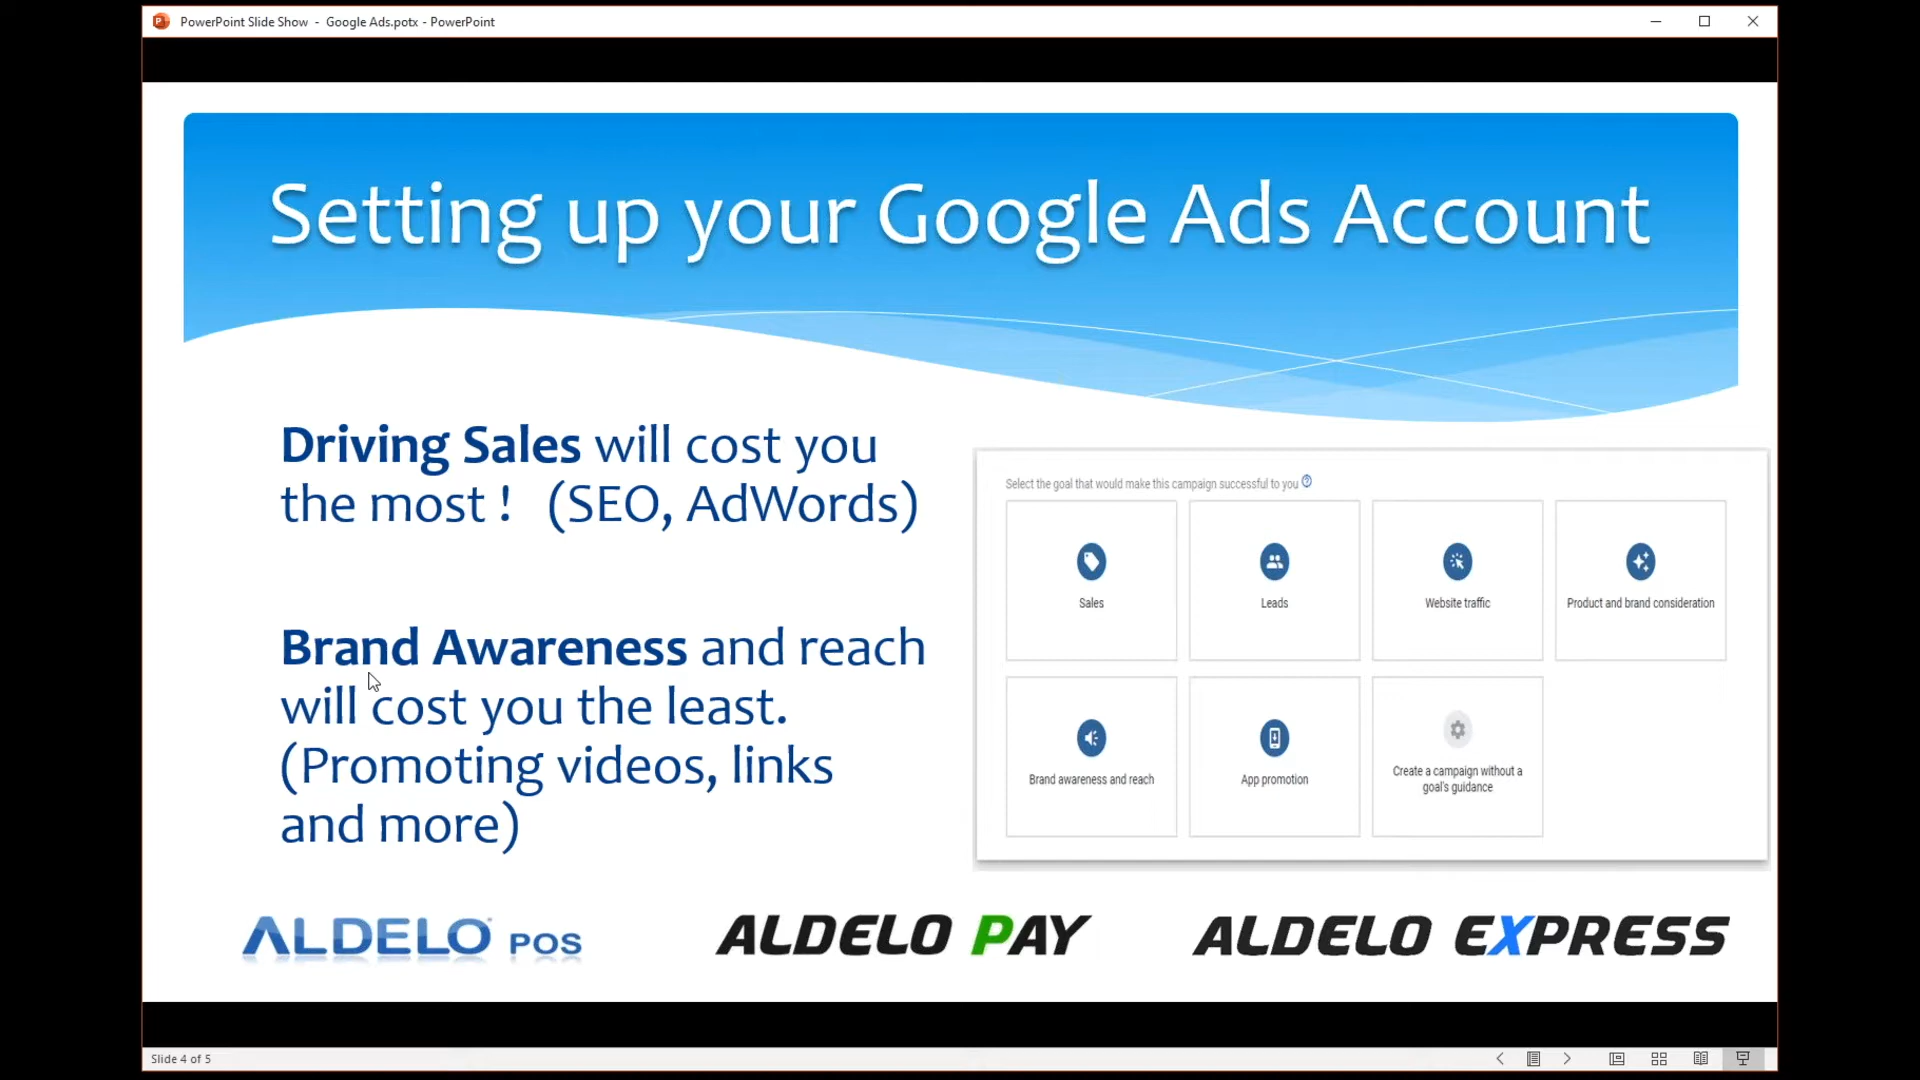 PowerPoint Slide Show - Google Ads.potx - PowerPoint
Setting up your Google Ads Account
Driving Sales will cost you
the most ! (SEO, AdWords)
Brand Awareness and reach
will cost you the least.
(Promoting videos, links
and more)
Select the goal that would make this campaign successful to you
Sales
Leads
Website traffic
Product and brand consideration
Brand awareness and reach
App promotion
Create a campaign without a
goal's guidance
ALDELO POS
ALDELO PAY
ALDELO EXPRESS
Slide 4 of 5